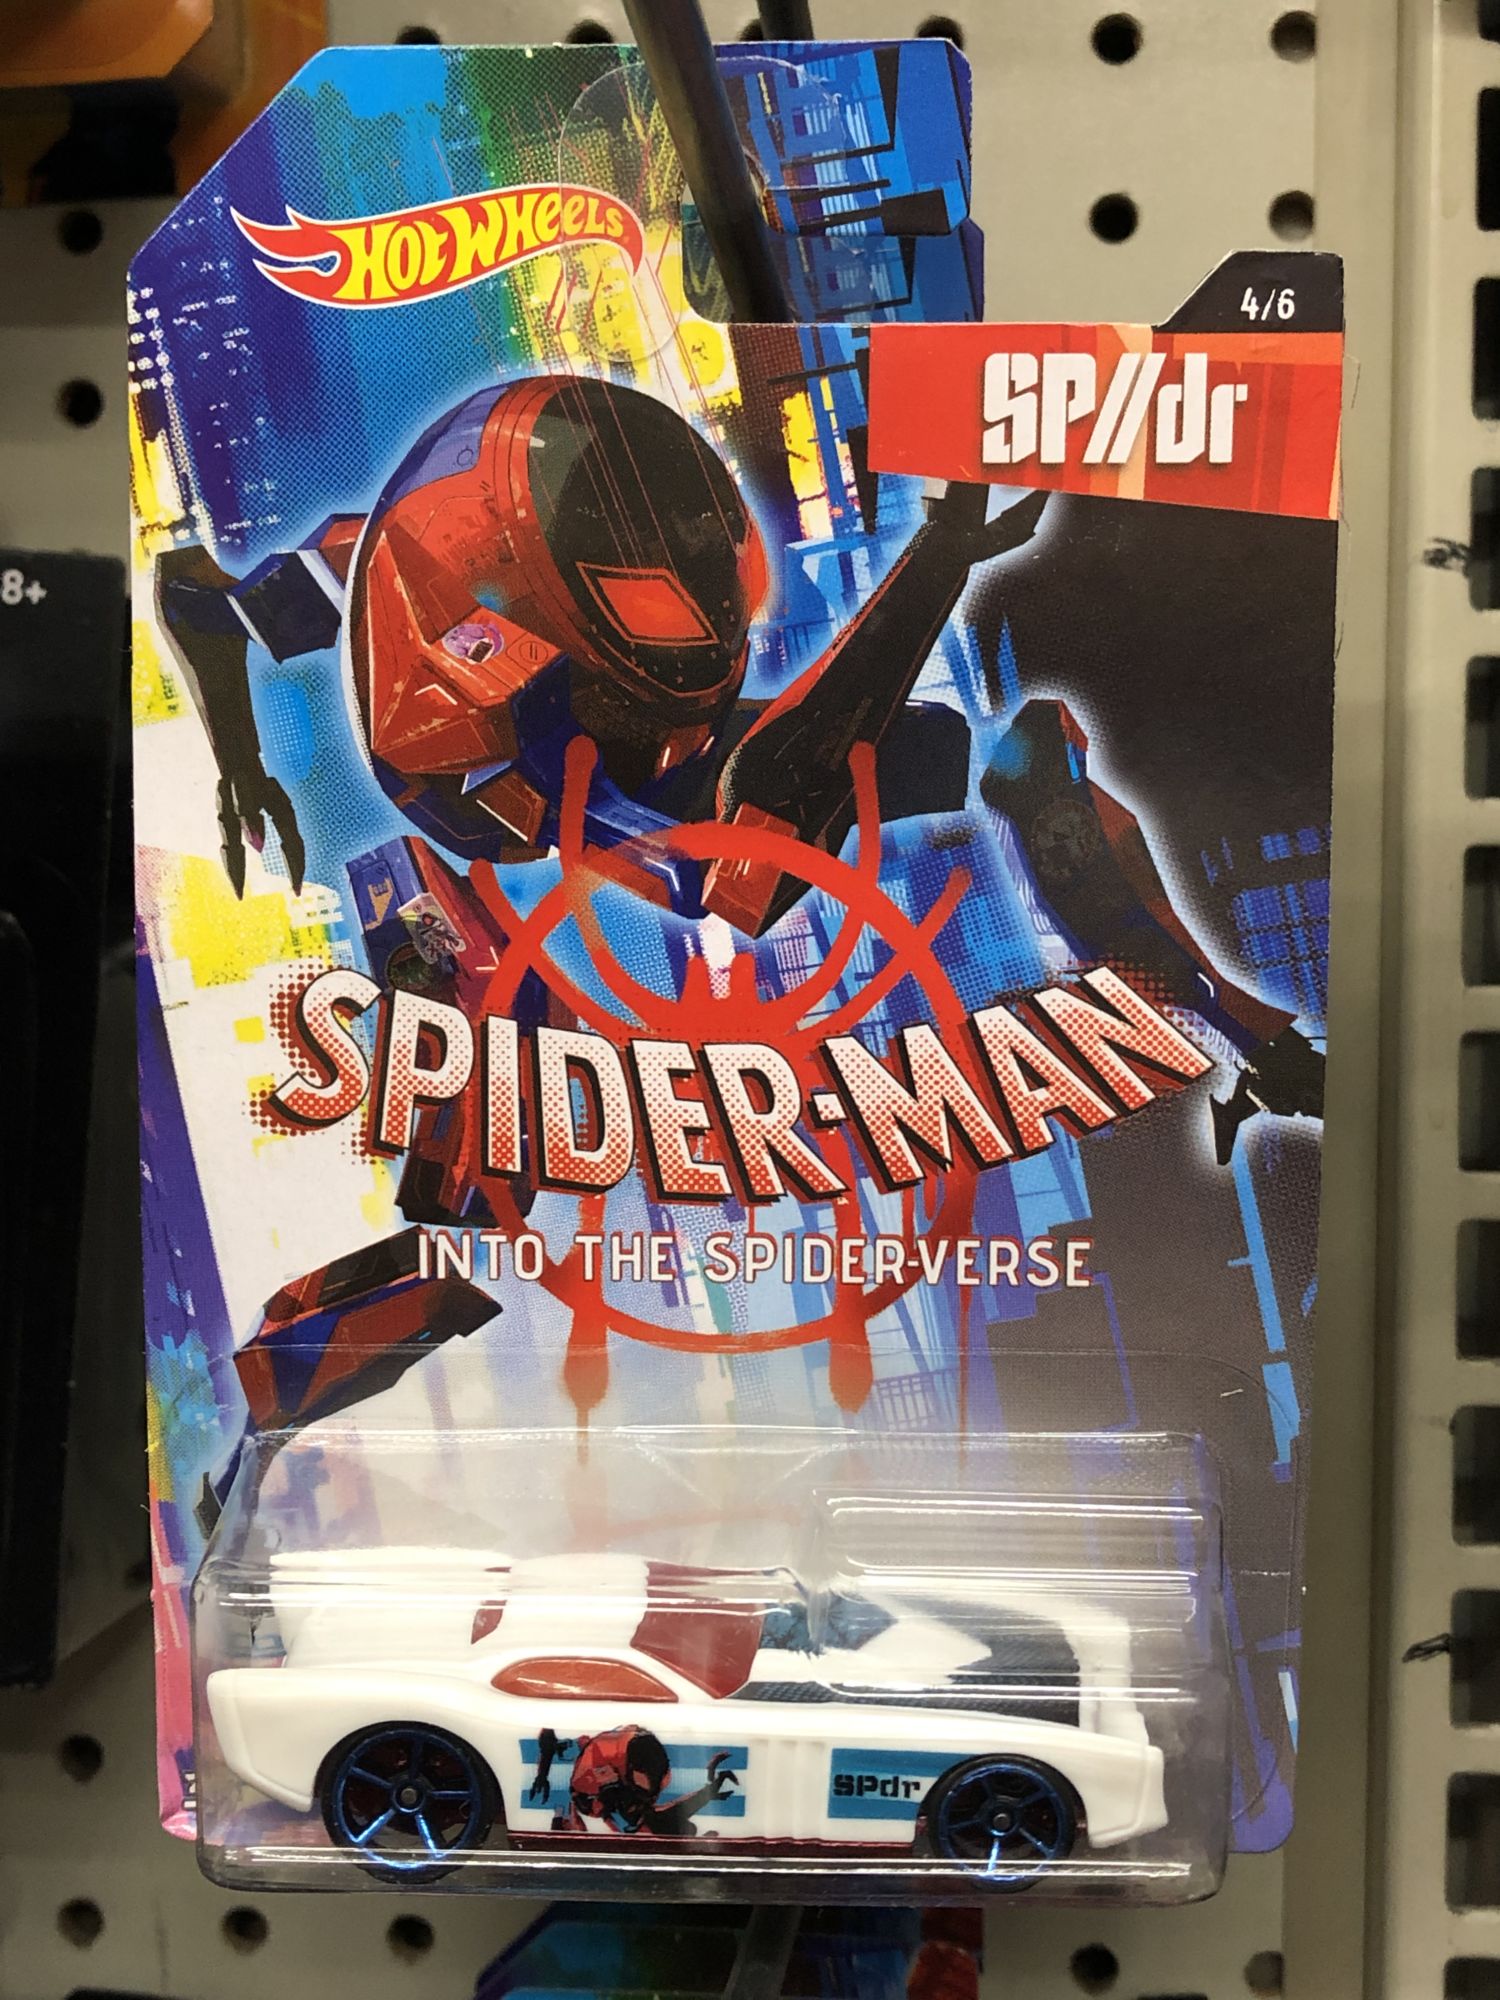 HOT WHEELS
4/6
SP//dr
8+
SPIDER-MAN
INTO THE SPIDER-VERSE
SPdr